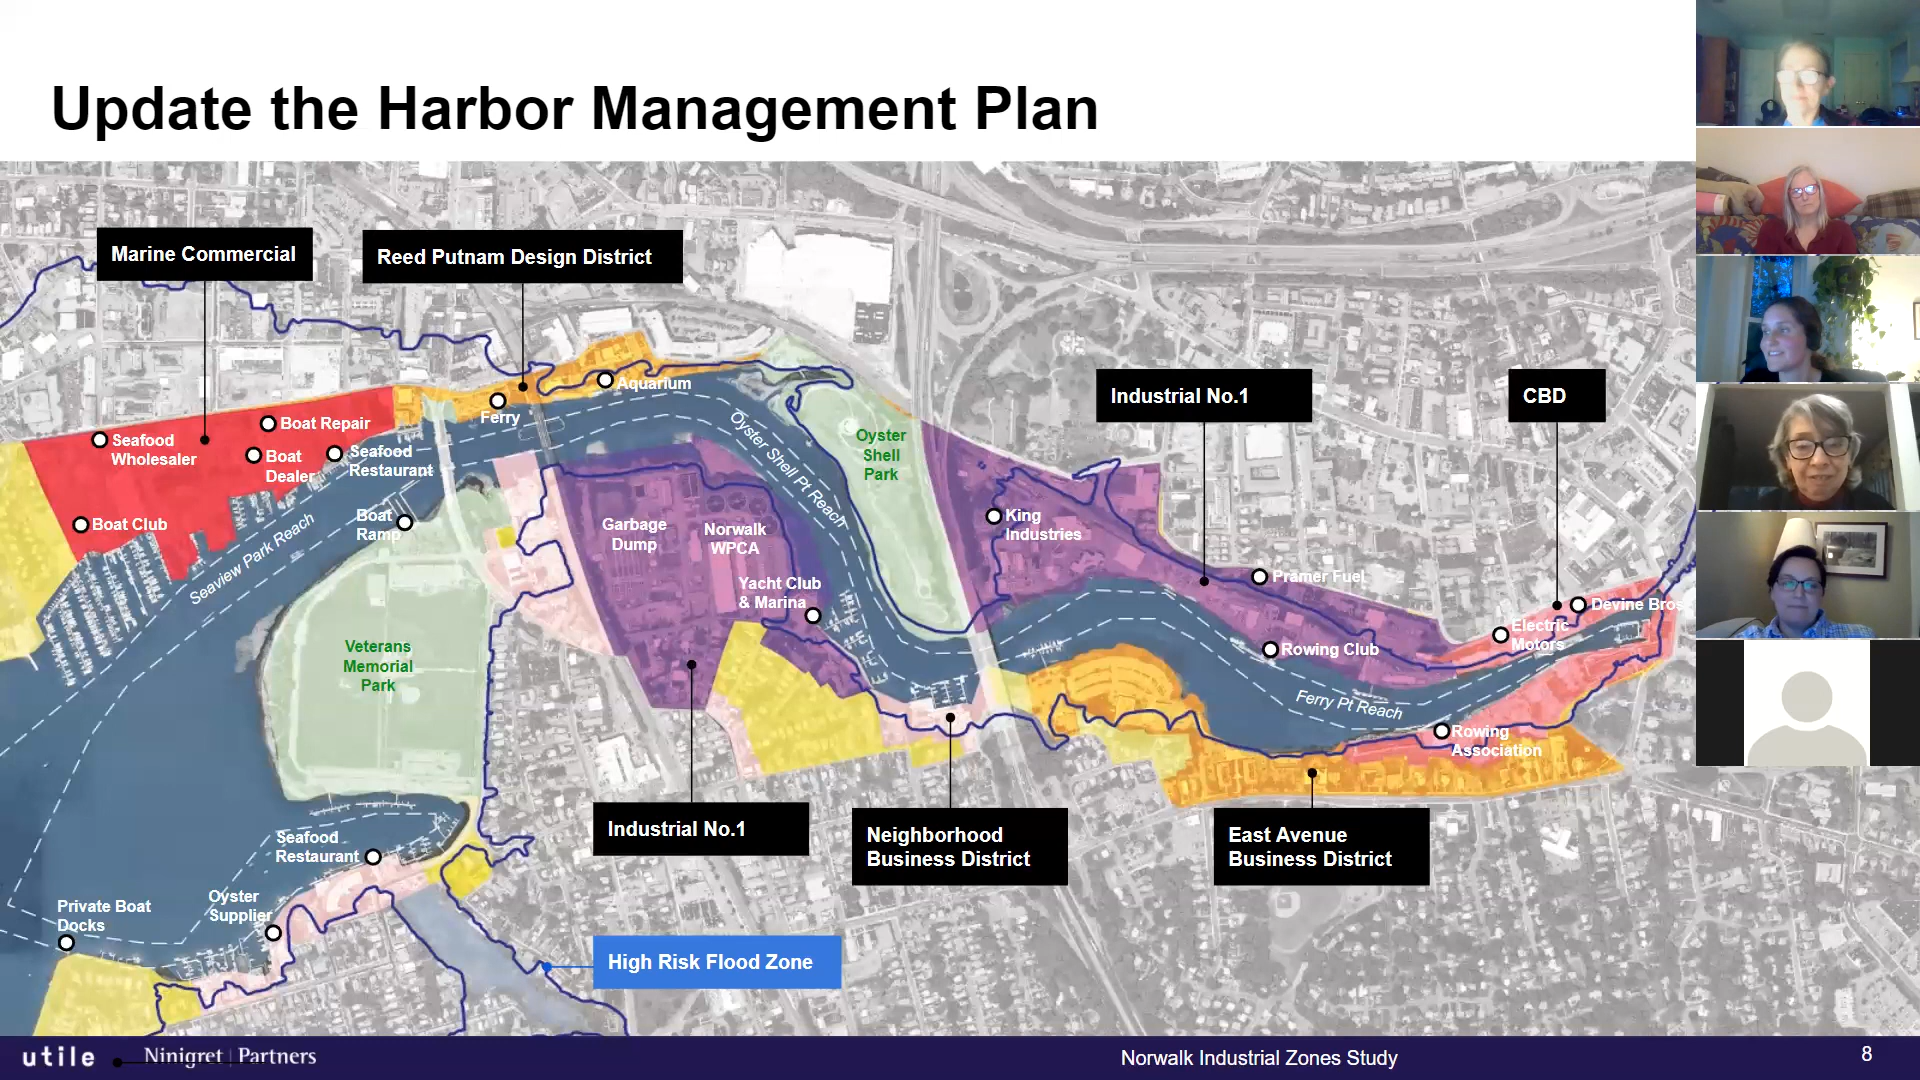 Update the Harbor Management Plan
Marine Commercial
Reed Putnam Design District
Aquarium
Ferry
Industrial No.1
CBD
Boat Repair
Seafood
Wholesaler
Boat
Dealer
Seafood
Restaurant
Boat Club
Boat
Ramp
Seaview Park Reach
Oyster Shell Pt Reach
Oyster
Shell
Park
Garbage
Dump
Norwalk
WPCA
Yacht Club
& Marina
King
Industries
Pramer Fuel
Devine Bros
Electric
Motors
Rowing Club
Ferry Pt Reach
Rowing
Association
Veterans
Memorial
Park
Industrial No.1
Neighborhood
Business District
East Avenue
Business District
Seafood
Restaurant
Oyster
Supplier
Private Boat
Docks
High Risk Flood Zone
utile
Ninigret | Partners
Norwalk Industrial Zones Study
8